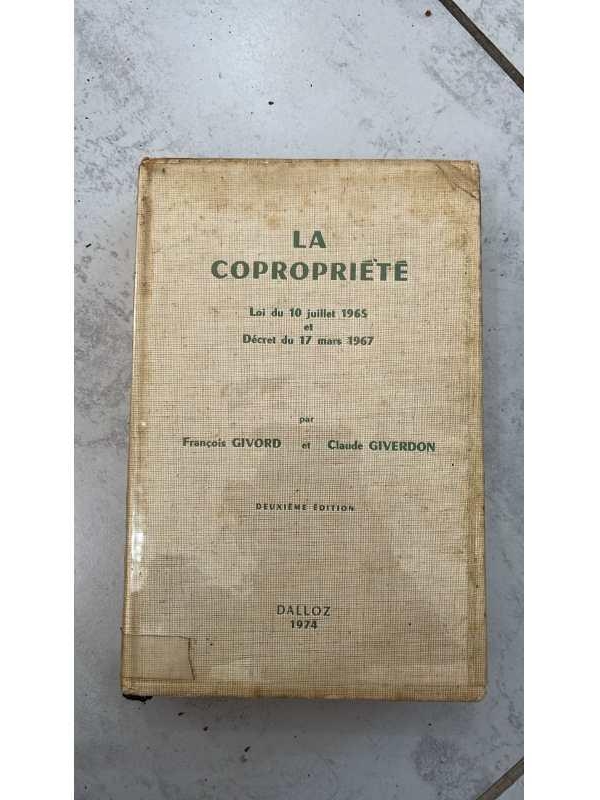 LA
COPROPRIÉTÉ
Loi du 10 juillet 1965
et
Décret du 17 mars 1967
par
François GIVORD et Claude GIVERDON
DEUXIÈME ÉDITION
DALLOZ
1974